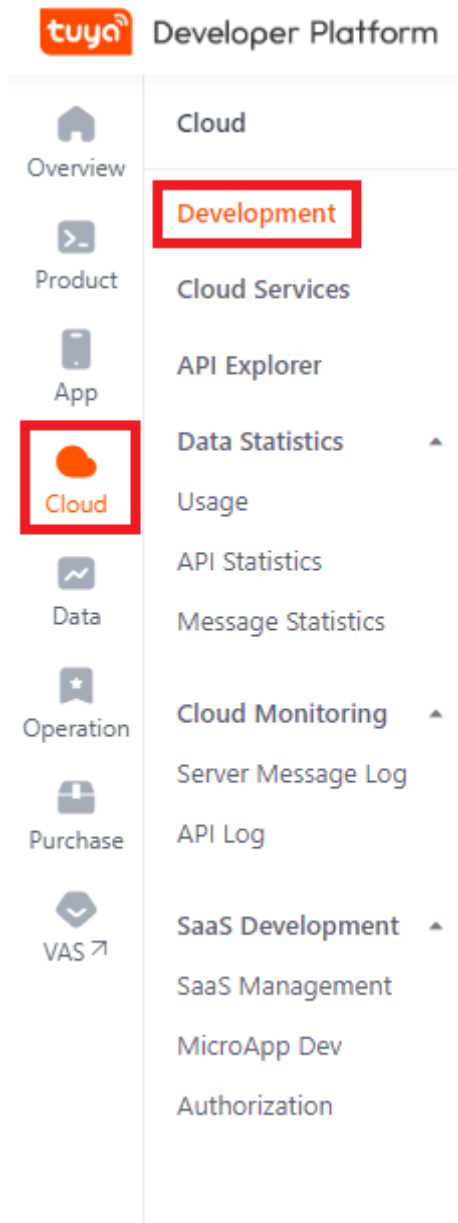 tuya Developer Platform
Overview
Product
App
Cloud
Data
Operation
Purchase
VAS
Cloud
Development
Cloud Services
API Explorer
Data Statistics
Usage
API Statistics
Message Statistics
Cloud Monitoring
Server Message Log
API Log
SaaS Development
SaaS Management
MicroApp Dev
Authorization